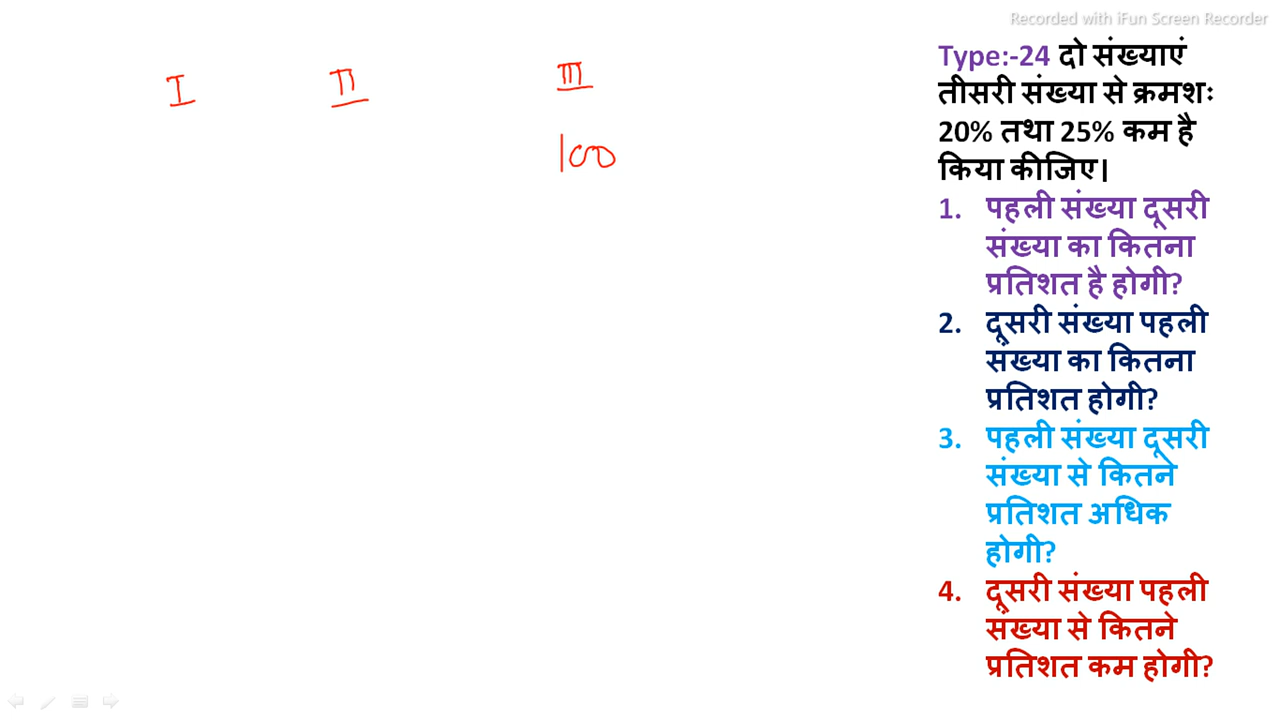 Recorded with iFun Screen Recorder
I II III
100
Type:-24 दो संख्याएं
तीसरी संख्या से क्रमशः
20% तथा 25% कम है
किया कीजिए।
1. पहली संख्या दूसरी
संख्या का कितना
प्रतिशत है होगी?
2. दूसरी संख्या पहली
संख्या का कितना
प्रतिशत होगी?
3. पहली संख्या दूसरी
संख्या से कितने
प्रतिशत अधिक
होगी?
4. दूसरी संख्या पहली
संख्या से कितने
प्रतिशत कम होगी?